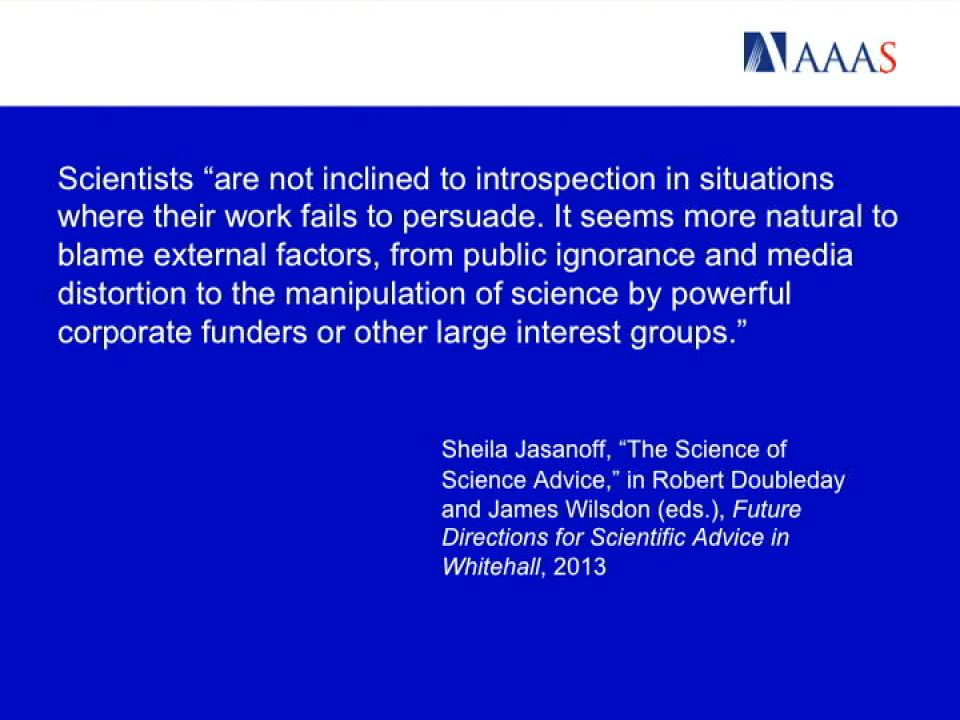 AAAS
Scientists “are not inclined to introspection in situations
where their work fails to persuade. It seems more natural to
blame external factors, from public ignorance and media
distortion to the manipulation of science by powerful
corporate funders or other large interest groups.”
Sheila Jasanoff, “The Science of
Science Advice,” in Robert Doubleday
and James Wilsdon (eds.), Future
Directions for Scientific Advice in
Whitehall, 2013